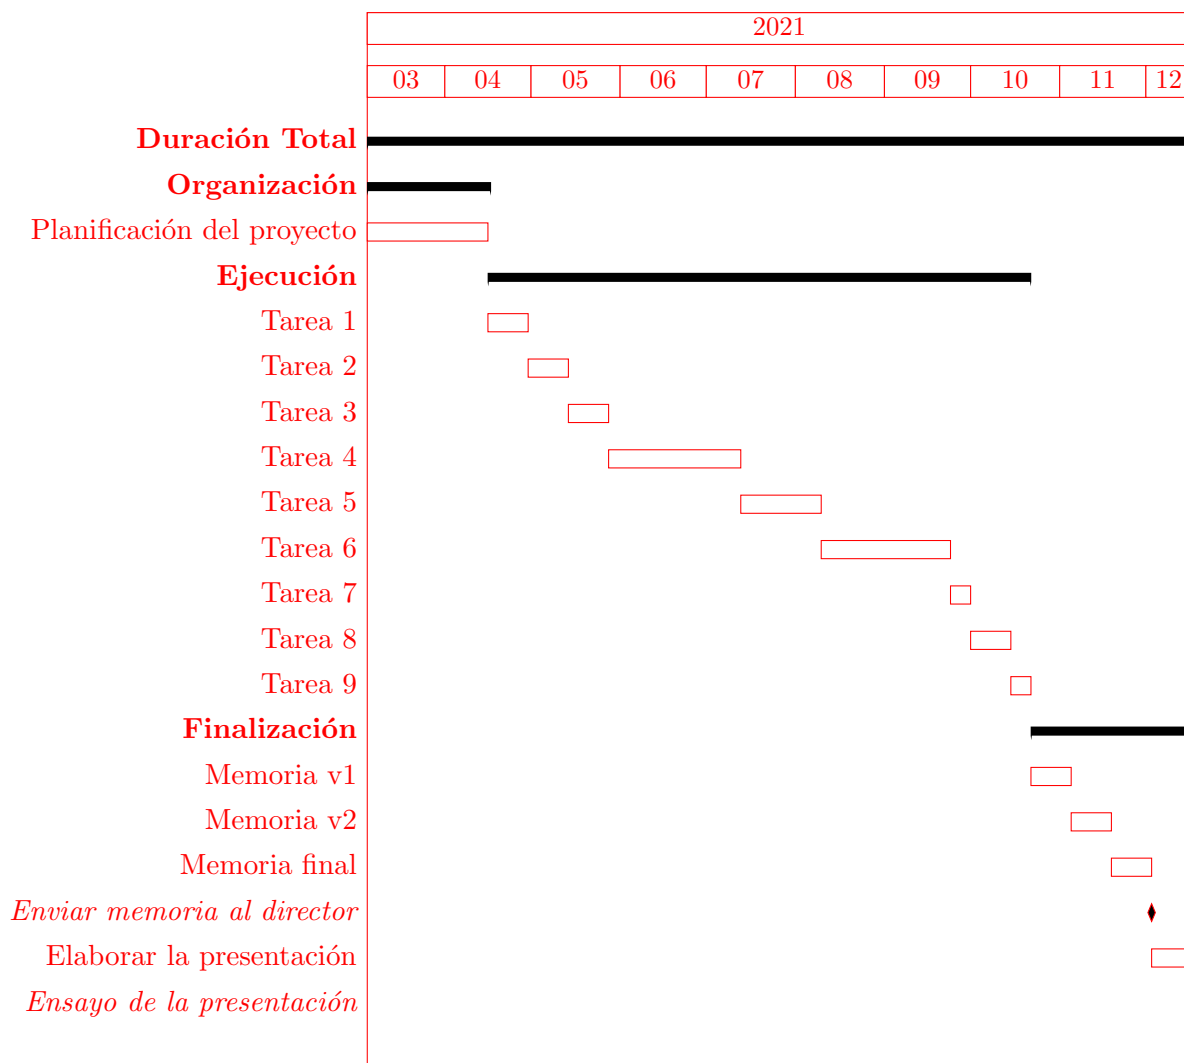 2021
03 04 05 06 07 08 09 10 11 12
Duración Total
Organización
Planificación del proyecto
Ejecución
Tarea 1
Tarea 2
Tarea 3
Tarea 4
Tarea 5
Tarea 6
Tarea 7
Tarea 8
Tarea 9
Finalización
Memoria v1
Memoria v2
Memoria final
Enviar memoria al director
Elaborar la presentación
Ensayo de la presentación